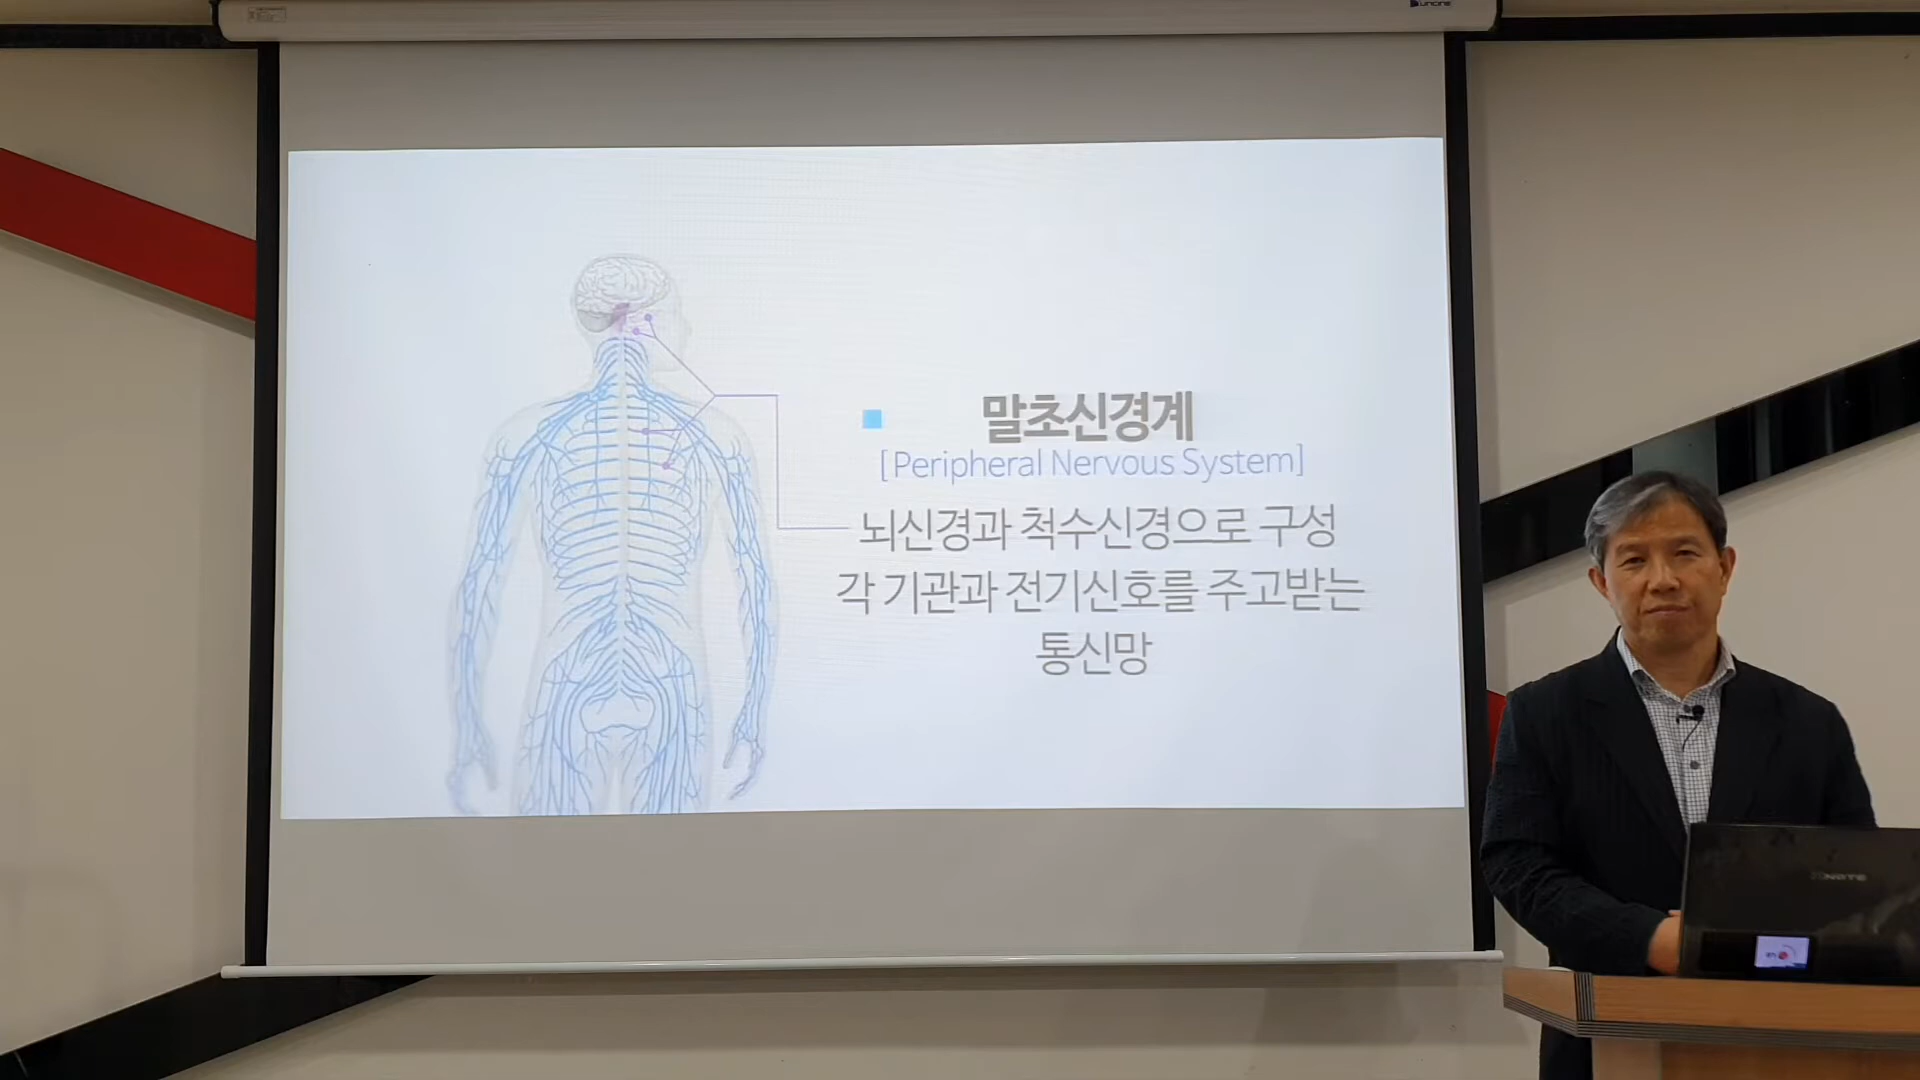 말초신경계
[Peripheral Nervous System]
뇌신경과 척수신경으로 구성
각 기관과 전기신호를 주고받는
통신망
XNOTE